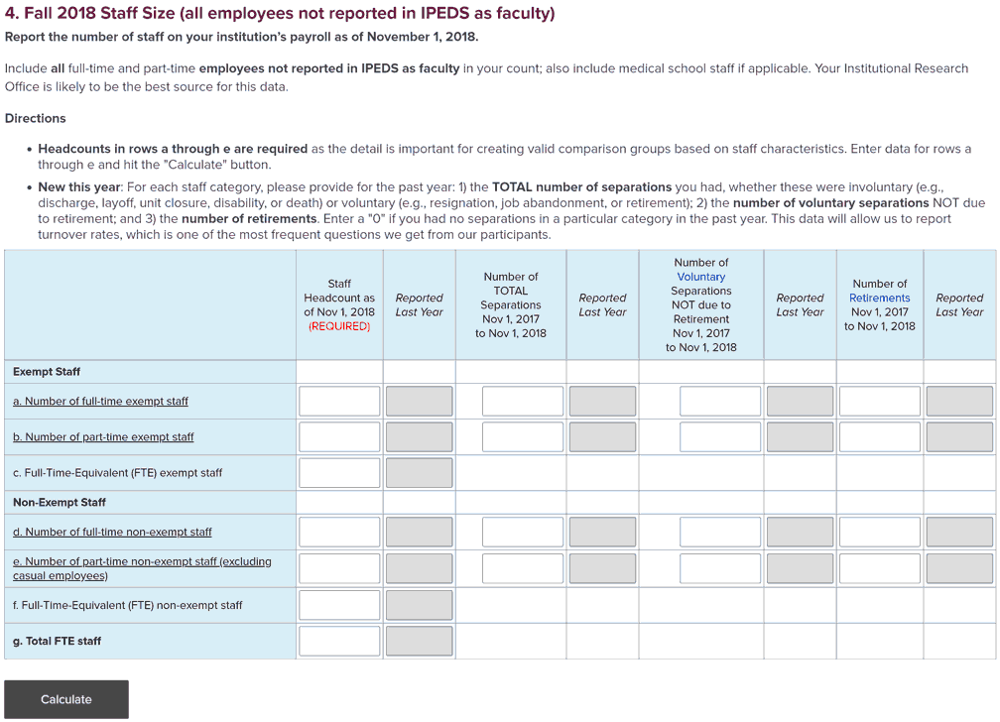 4. Fall 2018 Staff Size (all employees not reported in IPEDS as faculty)
Report the number of staff on your institution's payroll as of November 1, 2018.
Include all full-time and part-time employees not reported in IPEDS as faculty in your count; also include medical school staff if applicable. Your Institutional Research
Office is likely to be the best source for this data.
Directions
• Headcounts in rows a through e are required as the detail is important for creating valid comparison groups based on staff characteristics. Enter data for rows a
through e and hit the "Calculate" button.
• New this year: For each staff category, please provide for the past year: 1) the TOTAL number of separations you had, whether these were involuntary (e.g.,
discharge, layoff, unit closure, disability, or death) or voluntary (e.g., resignation, job abandonment, or retirement); 2) the number of voluntary separations NOT due
to retirement; and 3) the number of retirements. Enter a "0" if you had no separations in a particular category in the past year. This data will allow us to report
turnover rates, which is one of the most frequent questions we get from our participants.
Staff
Headcount as
of Nov 1, 2018
(REQUIRED)
Reported
Last Year
Number of
TOTAL
Separations
Nov 1, 2017
to Nov 1, 2018
Reported
Last Year
Number of
Voluntary
Separations
NOT due to
Retirement
Nov 1, 2017
to Nov 1, 2018
Reported
Last Year
Number of
Retirements
Nov 1, 2017
to Nov 1, 2018
Reported
Last Year
Exempt Staff
a. Number of full-time exempt staff
b. Number of part-time exempt staff
c. Full-Time-Equivalent (FTE) exempt staff
Non-Exempt Staff
d. Number of full-time non-exempt staff
e. Number of part-time non-exempt staff (excluding
casual employees)
f. Full-Time-Equivalent (FTE) non-exempt staff
g. Total FTE staff
Calculate